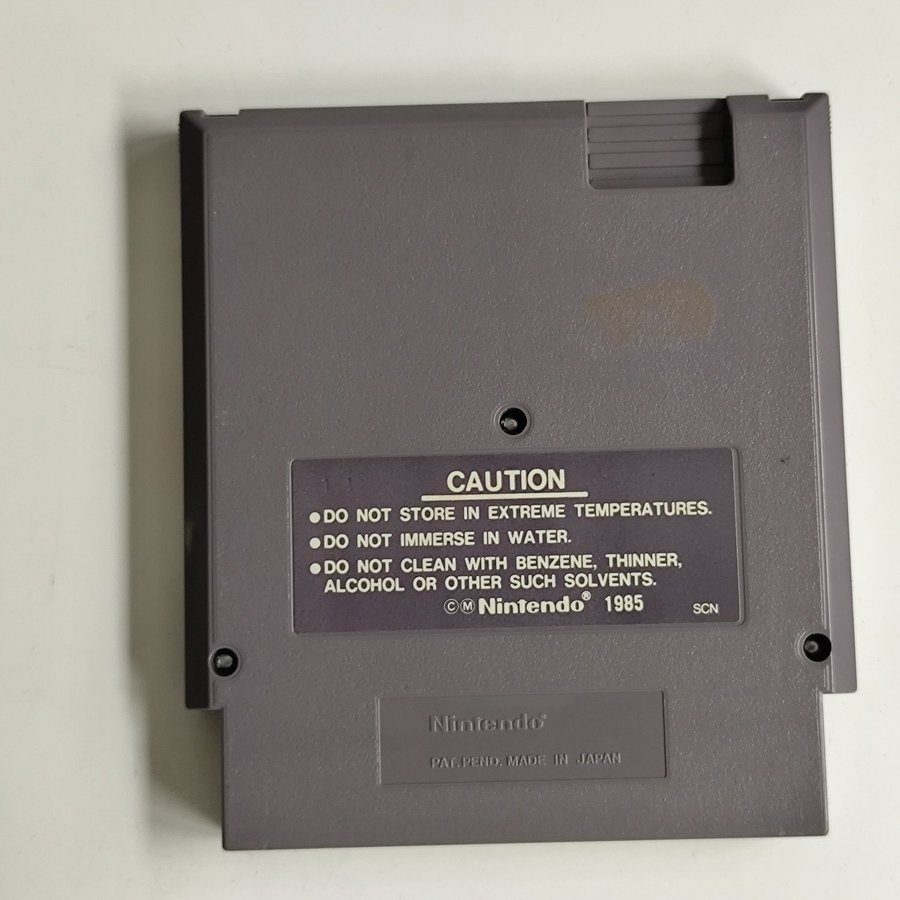 CAUTION
●DO NOT STORE IN EXTREME TEMPERATURES.
●DO NOT IMMERSE IN WATER.
●DO NOT CLEAN WITH BENZENE, THINNER,
ALCOHOL OR OTHER SUCH SOLVENTS.
©Ⓜ Nintendo® 1985 SCN
Nintendo®
PAT. PEND. MADE IN JAPAN